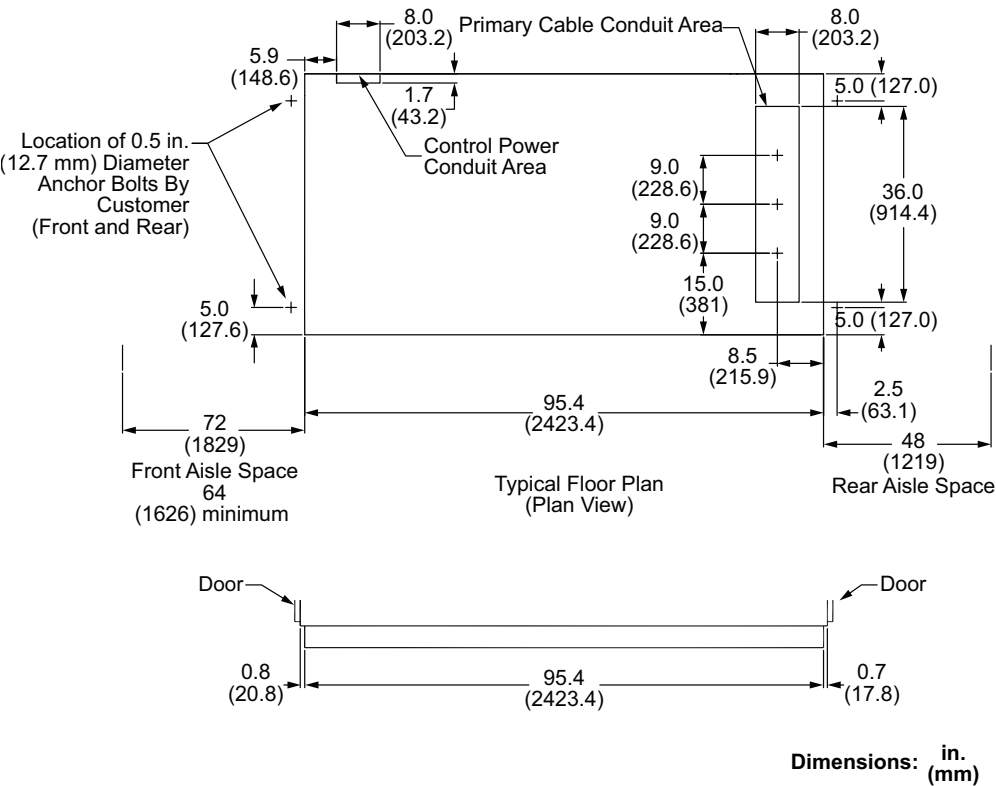 8.0
(203.2)
Primary Cable Conduit Area
8.0
(203.2)
5.9
(148.6)
5.0 (127.0)
1.7
(43.2)
Location of 0.5 in.
(12.7 mm) Diameter
Anchor Bolts By
Customer
(Front and Rear)
Control Power
Conduit Area
9.0
(228.6)
36.0
(914.4)
9.0
(228.6)
15.0
(381)
5.0
(127.6)
5.0 (127.0)
8.5
(215.9)
2.5
(63.1)
95.4
(2423.4)
72
(1829)
Front Aisle Space
64
(1626) minimum
48
(1219)
Rear Aisle Space
Typical Floor Plan
(Plan View)
Door
Door
0.8
(20.8)
95.4
(2423.4)
0.7
(17.8)
Dimensions: in.
(mm)